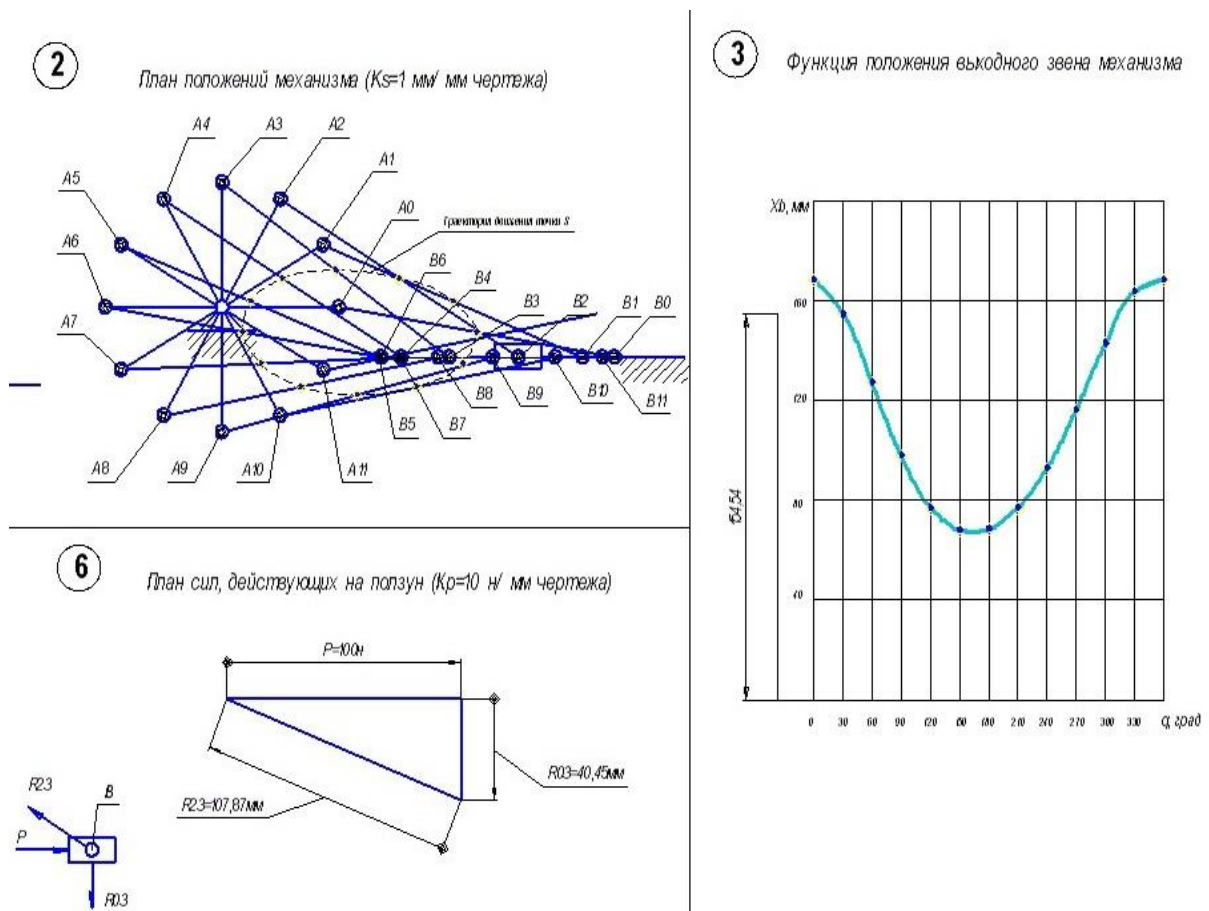 2
План положений механизма (Ks=1 мм/ мм чертежа)
A4
A3
A2
A5
A1
A6
A0
Траектория движения точки S
B6
B4
B3
B2
B1
B0
A7
B9
B10
B11
B8
B5
B7
A8
A9
A10
A11
3
Функция положения выходного звена механизма
Xb, мм
160
120
80
40
154,54
0 30 60 90 120 150 180 210 240 270 300 330 q, град
6
План сил, действующих на ползун (Kp=10 н/ мм чертежа)
P=100н
R03=40,45мм
R23=107,87мм
R23
B
P
R03